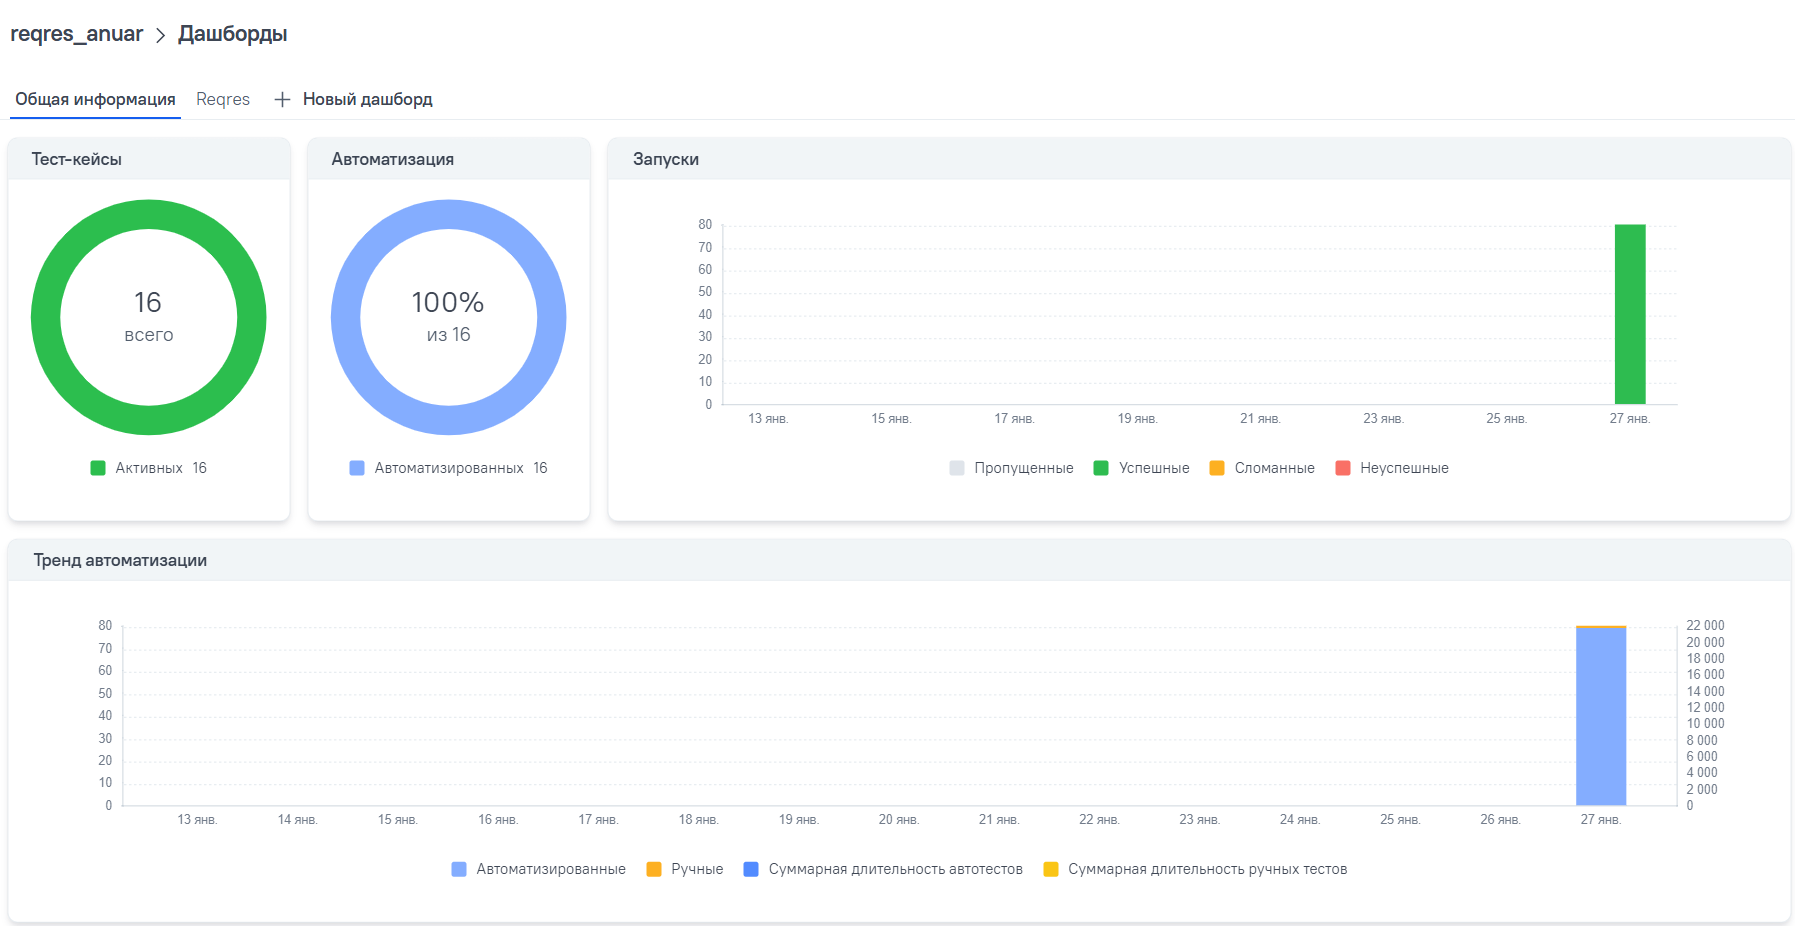 reqres_anuar > Дашборды
Общая информация Reqres + Новый дашборд
Тест-кейсы
16
всего
Активных 16
Автоматизация
100%
из 16
Автоматизированных 16
Запуски
80
70
60
50
40
30
20
10
0
13 янв. 15 янв. 17 янв. 19 янв. 21 янв. 23 янв. 25 янв. 27 янв.
Пропущенные Успешные Сломанные Неуспешные
Тренд автоматизации
80
70
60
50
40
30
20
10
0
22 000
20 000
18 000
16 000
14 000
12 000
10 000
8 000
6 000
4 000
2 000
0
13 янв. 14 янв. 15 янв. 16 янв. 17 янв. 18 янв. 19 янв. 20 янв. 21 янв. 22 янв. 23 янв. 24 янв. 25 янв. 26 янв. 27 янв.
Автоматизированные Ручные Суммарная длительность автотестов Суммарная длительность ручных тестов